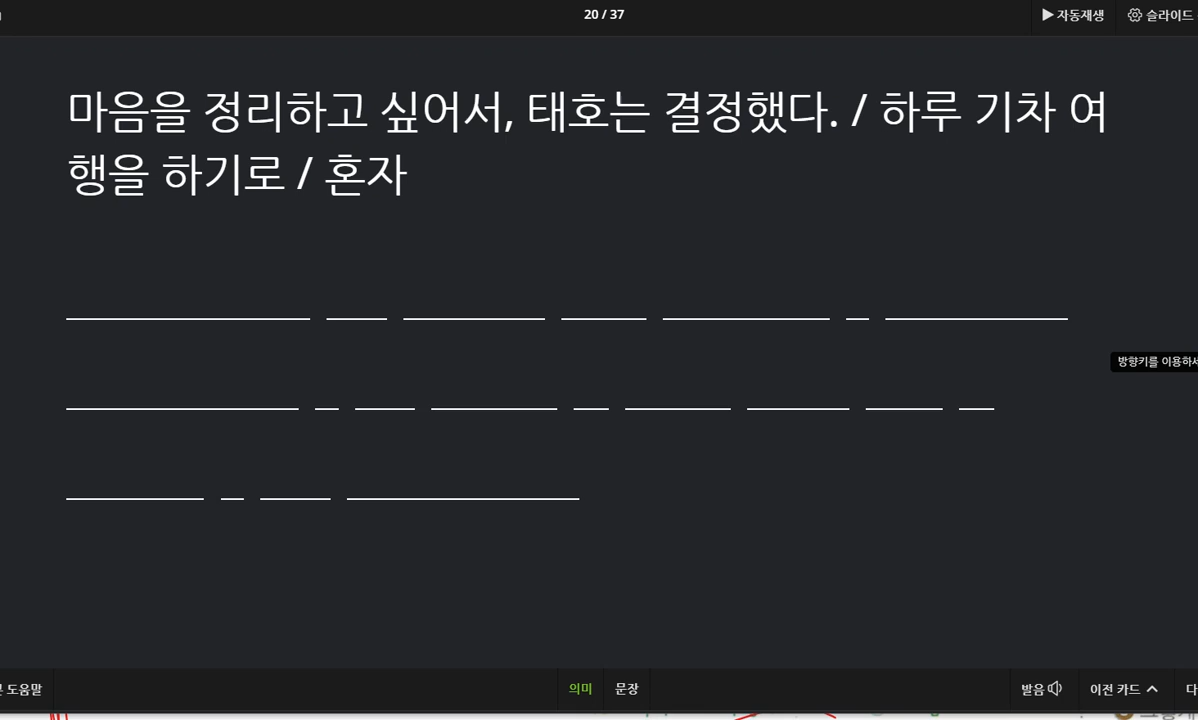 20 / 37
자동재생
슬라이드
마음을 정리하고 싶어서, 태호는 결정했다. / 하루 기차 여
행을 하기로 / 혼자
방향키를 이용하세
도움말
의미
문장
발음
이전 카드
다